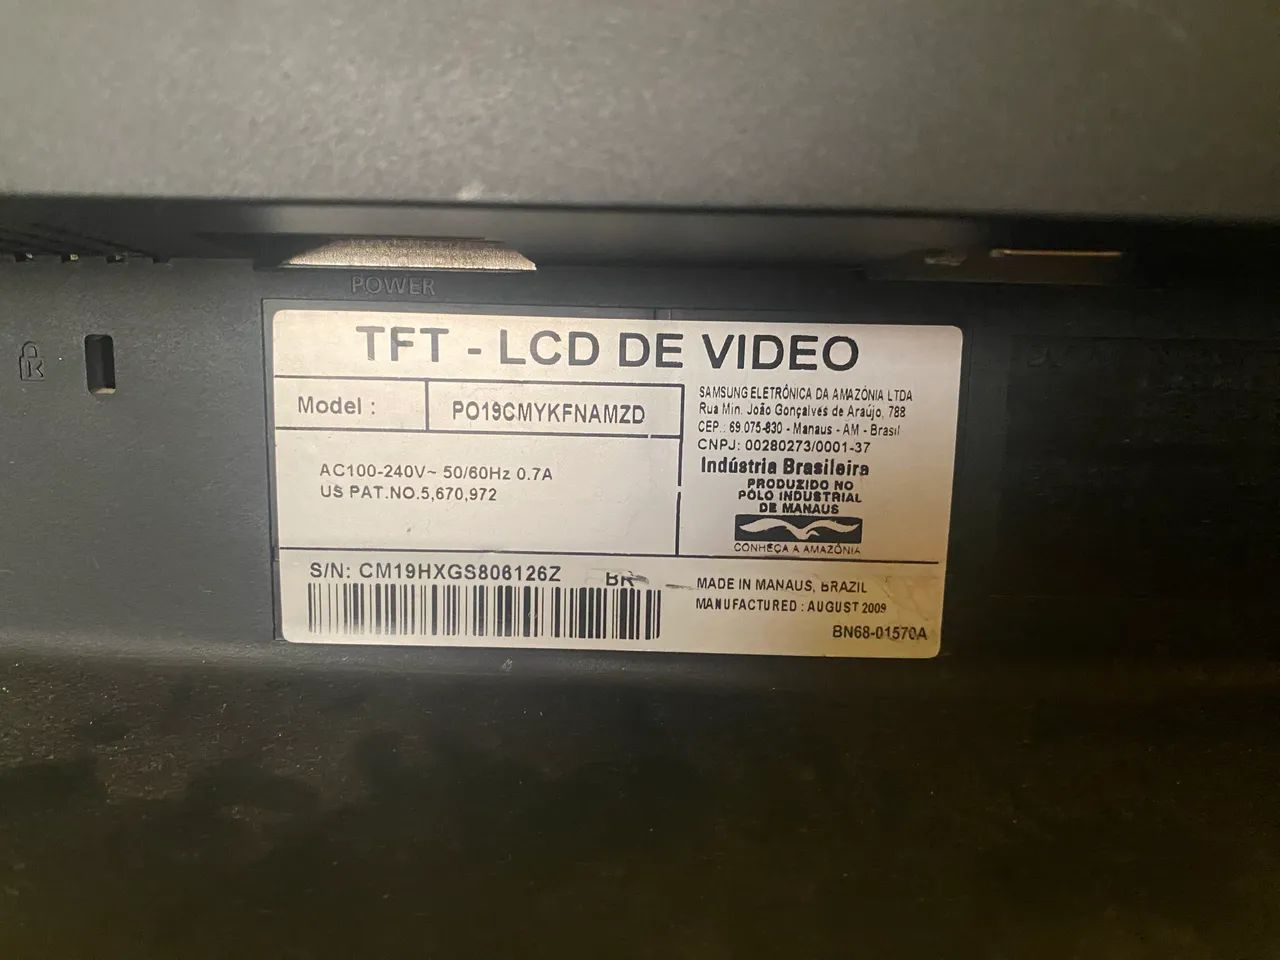 POWER
TFT - LCD DE VIDEO
Model :
PO19CMYKFNAMZD
AC100-240V~ 50/60Hz 0.7A
US PAT.NO.5,670,972
SAMSUNG ELETRÔNICA DA AMAZÔNIA LTDA
Rua Min. João Gonçalves de Araújo, 788
CEP.: 69.075-830 - Manaus - AM - Brasil
CNPJ: 00280273/0001-37
Indústria Brasileira
PRODUZIDO NO
PÓLO INDUSTRIAL
DE MANAUS
CONHEÇA A AMAZÔNIA
S/N: CM19HXGS806126Z
BR
MADE IN MANAUS, BRAZIL
MANUFACTURED : AUGUST 2009
BN68-01570A